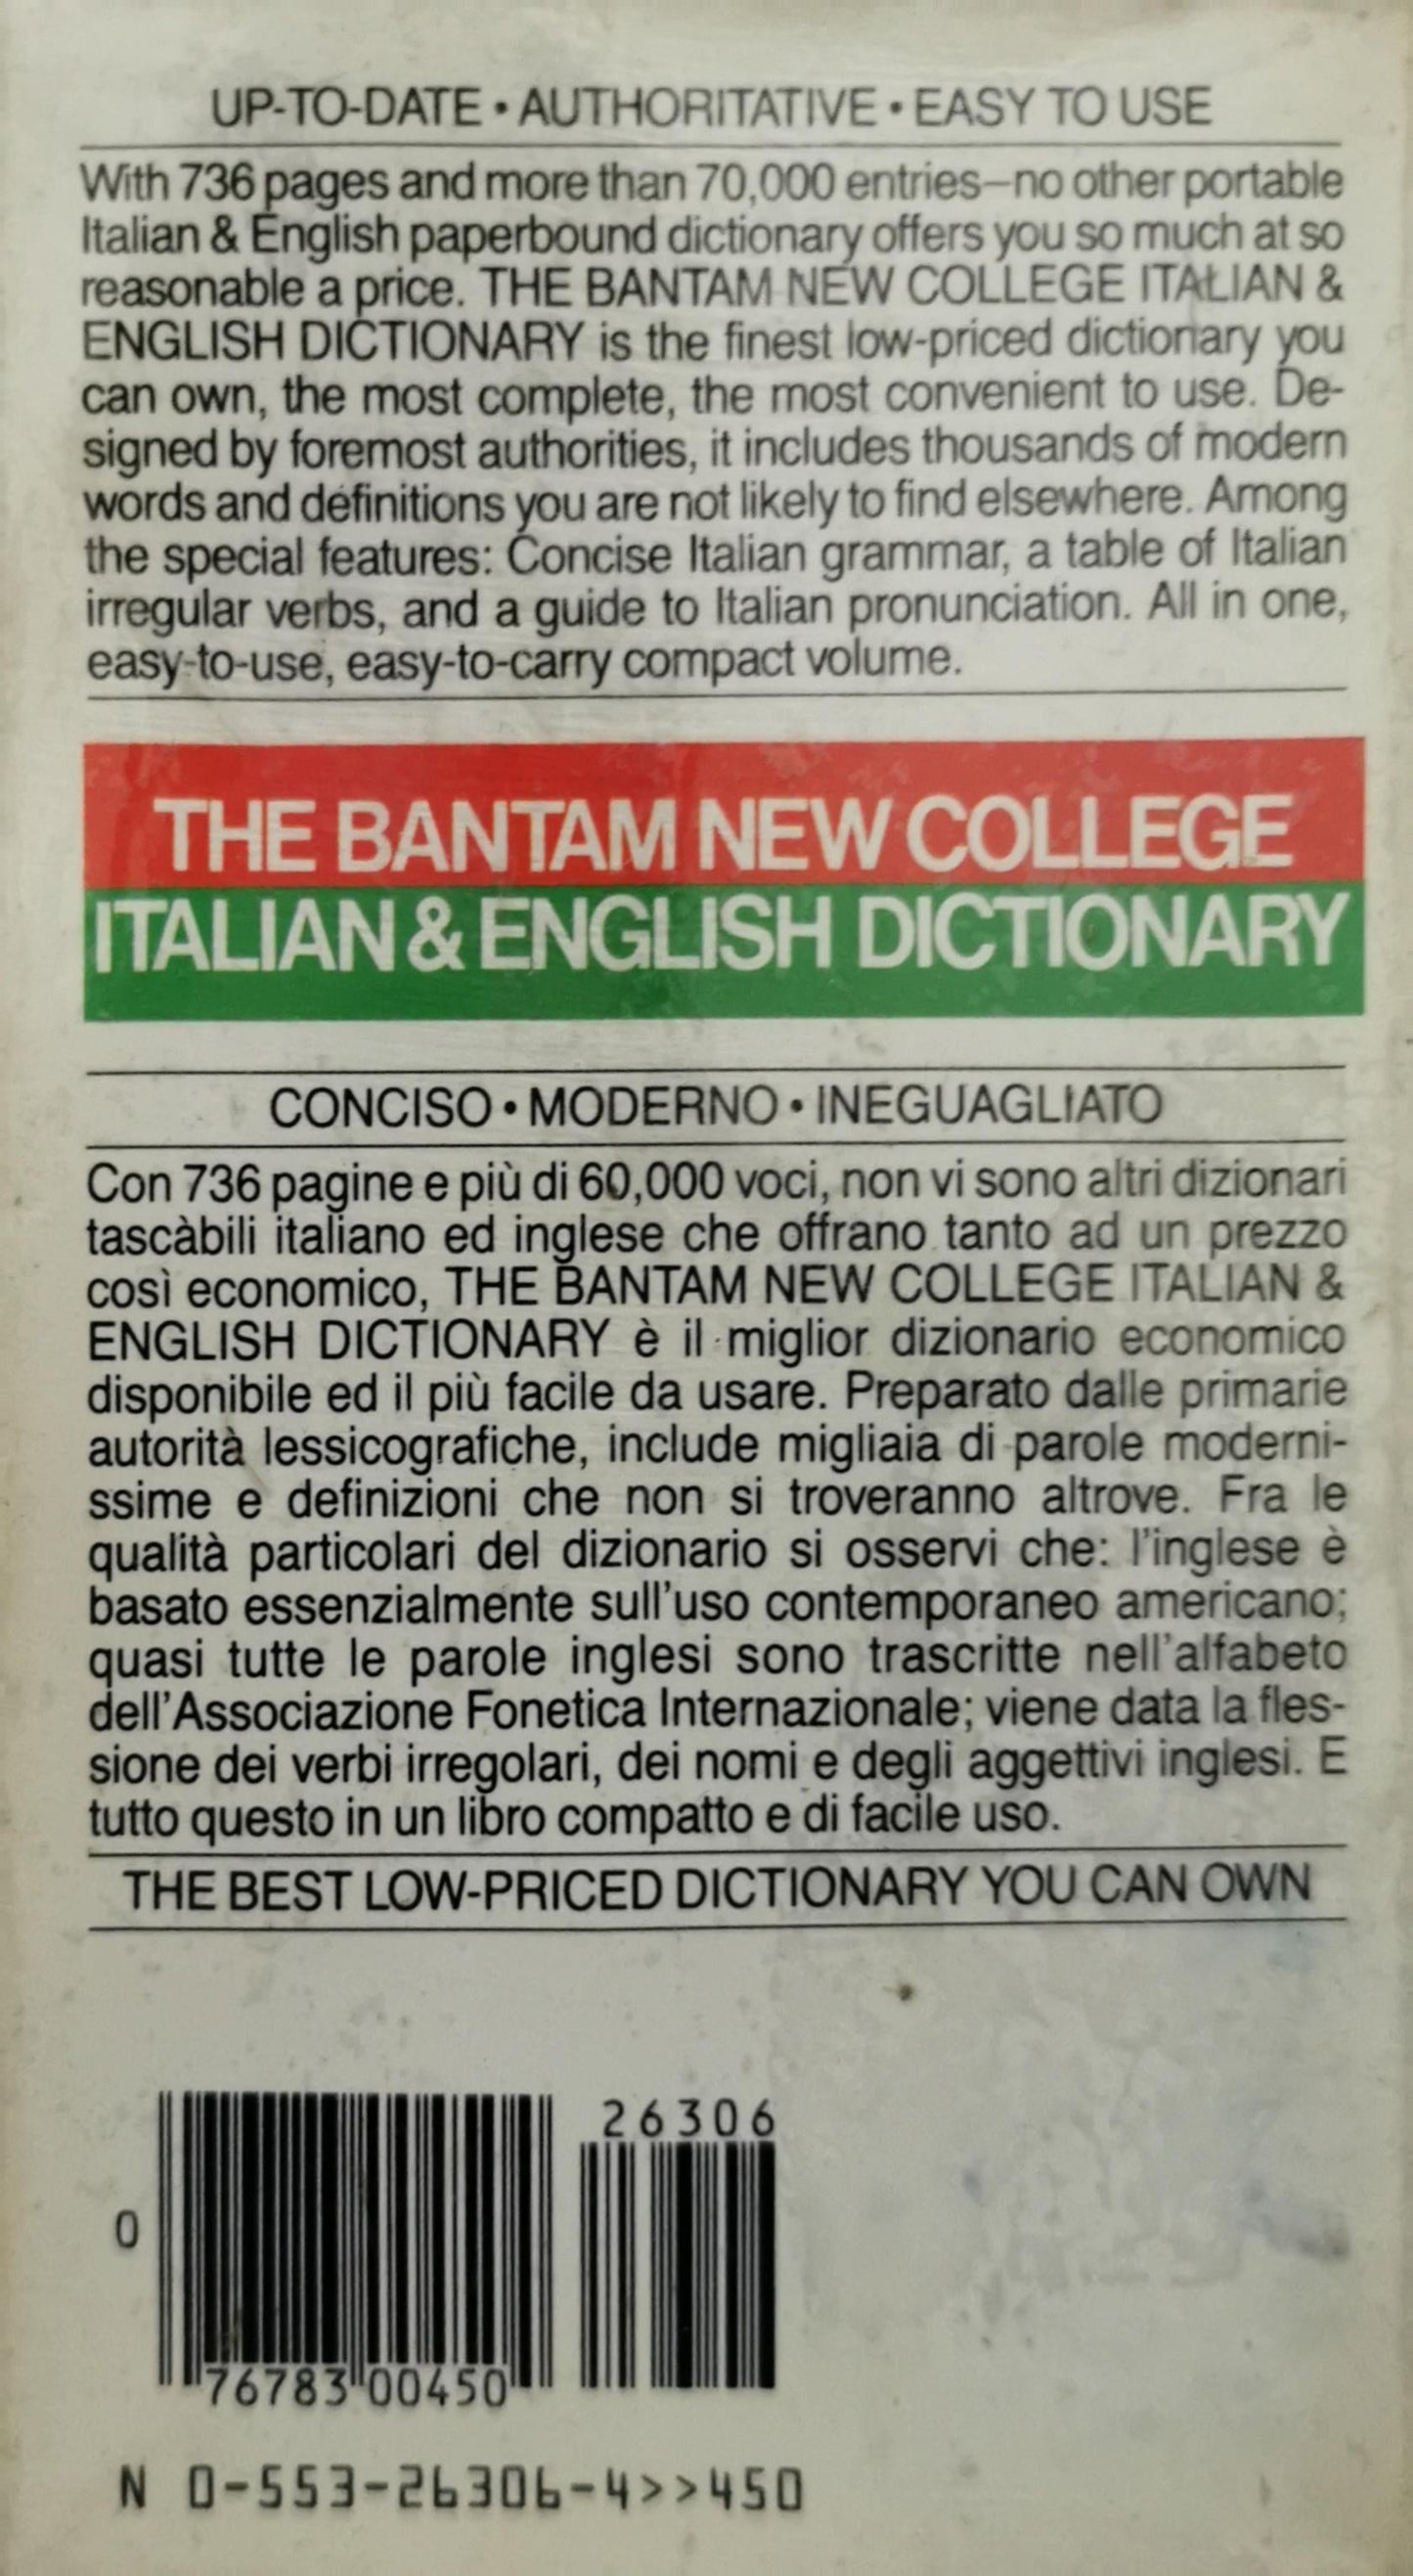 UP-TO-DATE • AUTHORITATIVE • EASY TO USE
With 736 pages and more than 70,000 entries–no other portable
Italian & English paperbound dictionary offers you so much at so
reasonable a price. THE BANTAM NEW COLLEGE ITALIAN &
ENGLISH DICTIONARY is the finest low-priced dictionary you
can own, the most complete, the most convenient to use. De-
signed by foremost authorities, it includes thousands of modern
words and definitions you are not likely to find elsewhere. Among
the special features: Concise Italian grammar, a table of Italian
irregular verbs, and a guide to Italian pronunciation. All in one,
easy-to-use, easy-to-carry compact volume.
THE BANTAM NEW COLLEGE
ITALIAN & ENGLISH DICTIONARY
CONCISO • MODERNO • INEGUAGLIATO
Con 736 pagine e più di 60,000 voci, non vi sono altri dizionari
tascàbili italiano ed inglese che offrano tanto ad un prezzo
così economico, THE BANTAM NEW COLLEGE ITALIAN &
ENGLISH DICTIONARY è il miglior dizionario economico
disponibile ed il più facile da usare. Preparato dalle primarie
autorità lessicografiche, include migliaia di parole moderni-
ssime e definizioni che non si troveranno altrove. Fra le
qualità particolari del dizionario si osservi che: l'inglese è
basato essenzialmente sull'uso contemporaneo americano;
quasi tutte le parole inglesi sono trascritte nell'alfabeto
dell'Associazione Fonetica Internazionale; viene data la fles-
sione dei verbi irregolari, dei nomi e degli aggettivi inglesi. E
tutto questo in un libro compatto e di facile uso.
THE BEST LOW-PRICED DICTIONARY YOU CAN OWN
26306
0
76783 00450
N 0-553-26306-4>>450